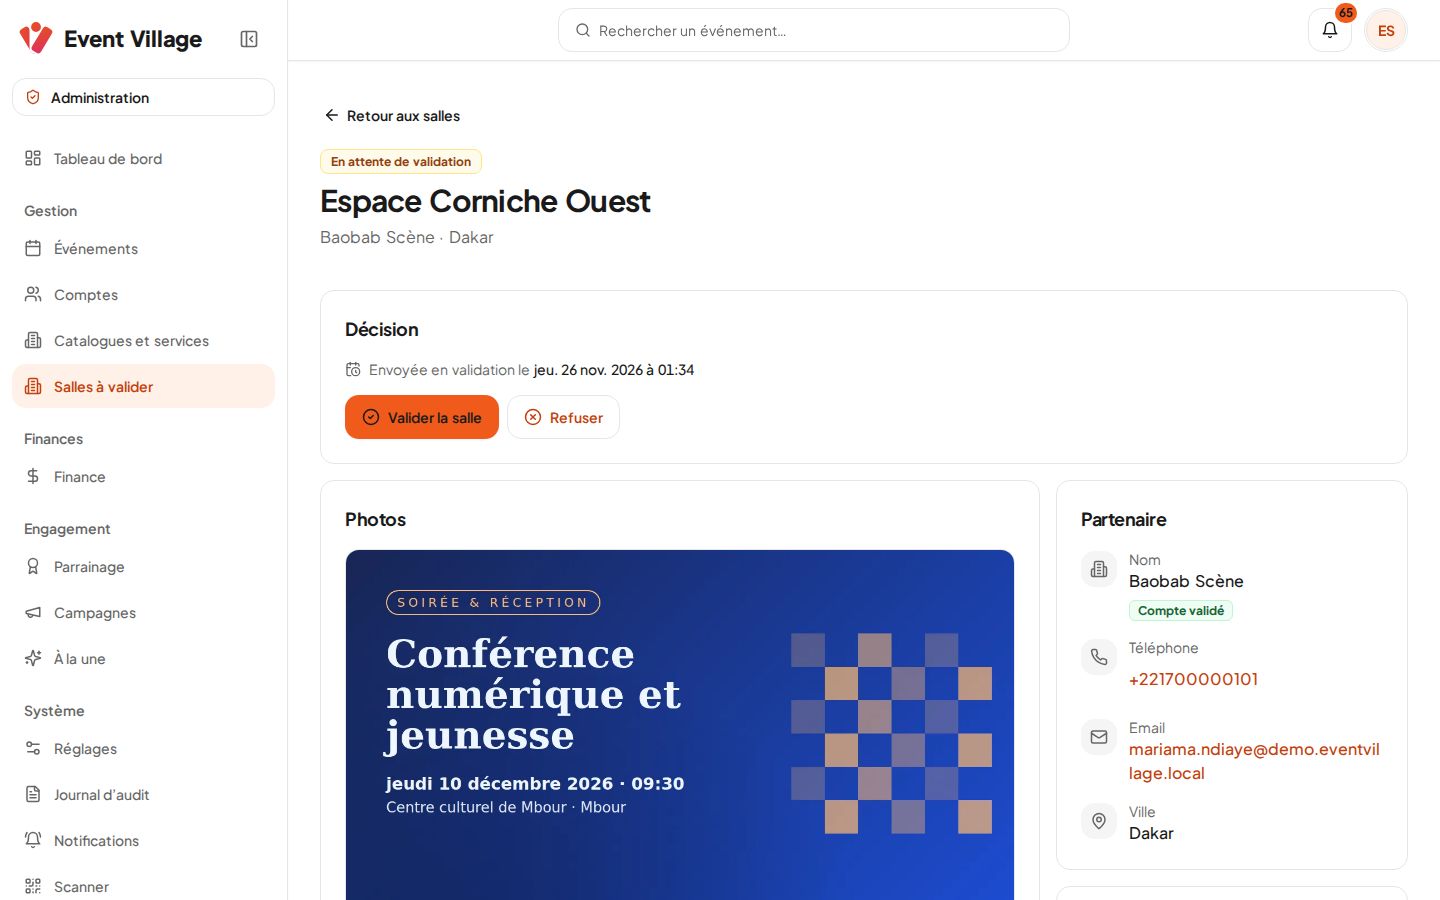 Event Village
Administration
Tableau de bord
Gestion
Événements
Comptes
Catalogues et services
Salles à valider
Finances
Finance
Engagement
Parrainage
Campagnes
À la une
Système
Réglages
Journal d’audit
Notifications
Scanner
Rechercher un événement…
65
ES
Retour aux salles
En attente de validation
Espace Corniche Ouest
Baobab Scène · Dakar
Décision
Envoyée en validation le jeu. 26 nov. 2026 à 01:34
Valider la salle
Refuser
Photos
SOIRÉE & RÉCEPTION
Conférence
numérique et
jeunesse
jeudi 10 décembre 2026 · 09:30
Centre culturel de Mbour · Mbour
Partenaire
Nom
Baobab Scène
Compte validé
Téléphone
+221700000101
Email
mariama.ndiaye@demo.eventvil
lage.local
Ville
Dakar